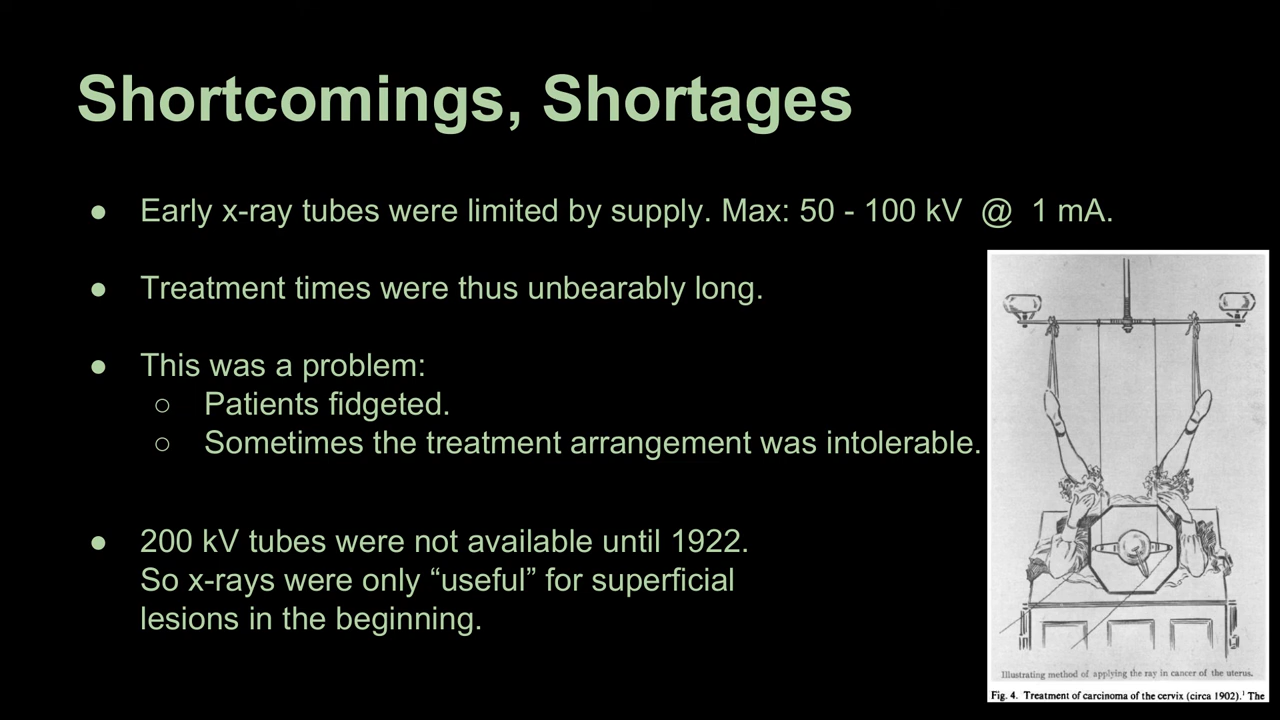 Shortcomings, Shortages
● Early x-ray tubes were limited by supply. Max: 50 - 100 kV @ 1 mA.
● Treatment times were thus unbearably long.
● This was a problem:
○ Patients fidgeted.
○ Sometimes the treatment arrangement was intolerable.
● 200 kV tubes were not available until 1922.
So x-rays were only “useful” for superficial
lesions in the beginning.
Illustrating method of applying the ray in cancer of the uterus.
Fig. 4. Treatment of carcinoma of the cervix (circa 1902).¹ The